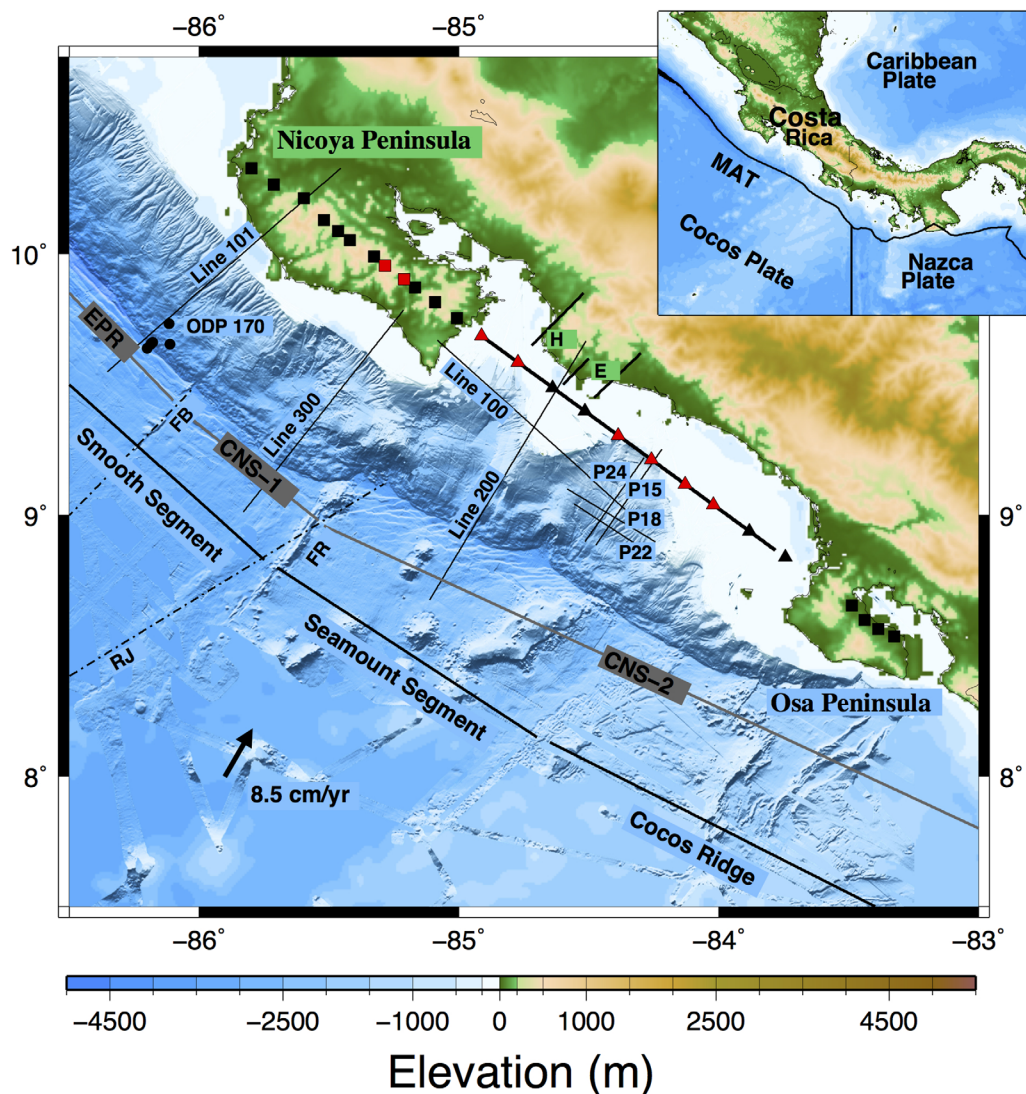 −86°
−85°
Caribbean
Plate
Costa
Rica
MAT
Cocos Plate
Nazca
Plate
Nicoya Peninsula
10°
Line 101
EPR
ODP 170
H
E
Line 100
Line 300
FB
CNS−1
Line 200
P24
P15
P18
P22
Smooth Segment
9°
9°
FR
RJ
Seamount Segment
CNS−2
Osa Peninsula
8°
8°
8.5 cm/yr
Cocos Ridge
−86°
−85°
−84°
−83°
−4500
−2500
−1000
0
1000
2500
4500
Elevation (m)